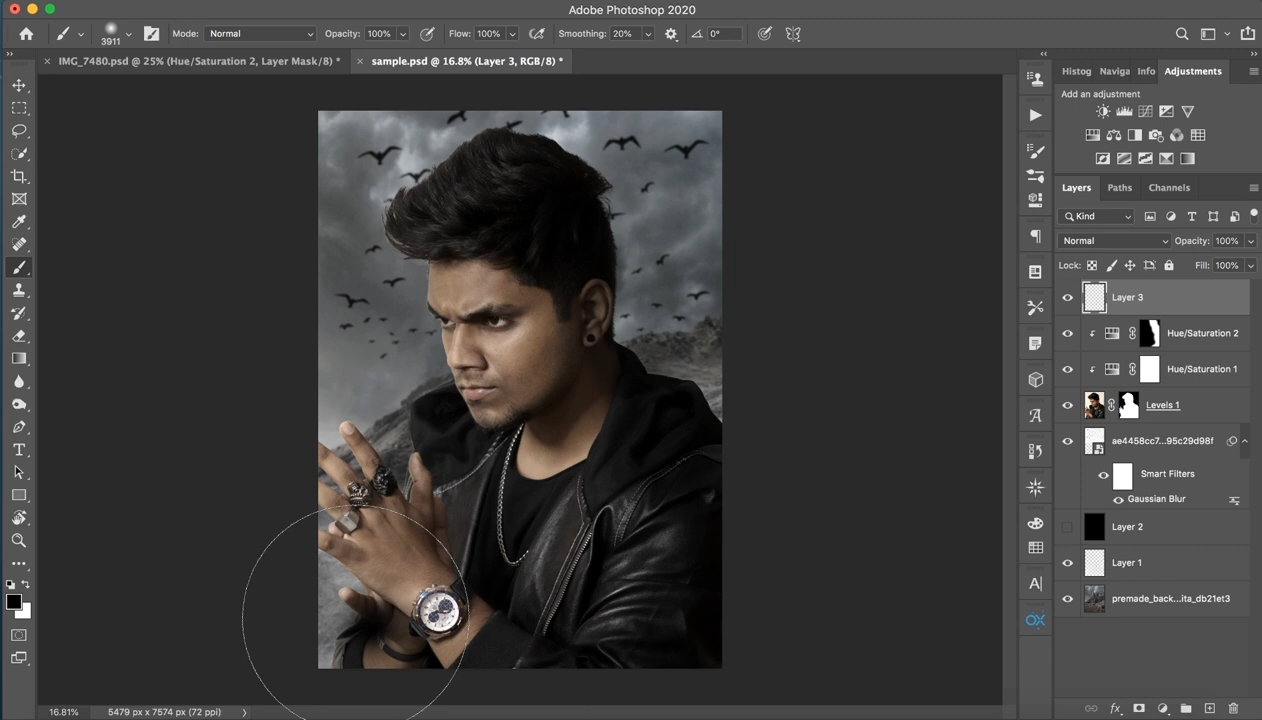 Adobe Photoshop 2020
3911 Mode: Normal Opacity: 100% Flow: 100% Smoothing: 20% 0°
IMG_7480.psd @ 25% (Hue/Saturation 2, Layer Mask/8) * sample.psd @ 16.8% (Layer 3, RGB/8) *
Histog Naviga Info Adjustments
Add an adjustment
Layers Paths Channels
Kind
Normal Opacity: 100%
Lock: Fill: 100%
Layer 3
Hue/Saturation 2
Hue/Saturation 1
Levels 1
ae4458cc7...95c29d98f
Smart Filters
Gaussian Blur
Layer 2
Layer 1
premade_back...ita_db21et3
16.81% 5479 px x 7574 px (72 ppi)